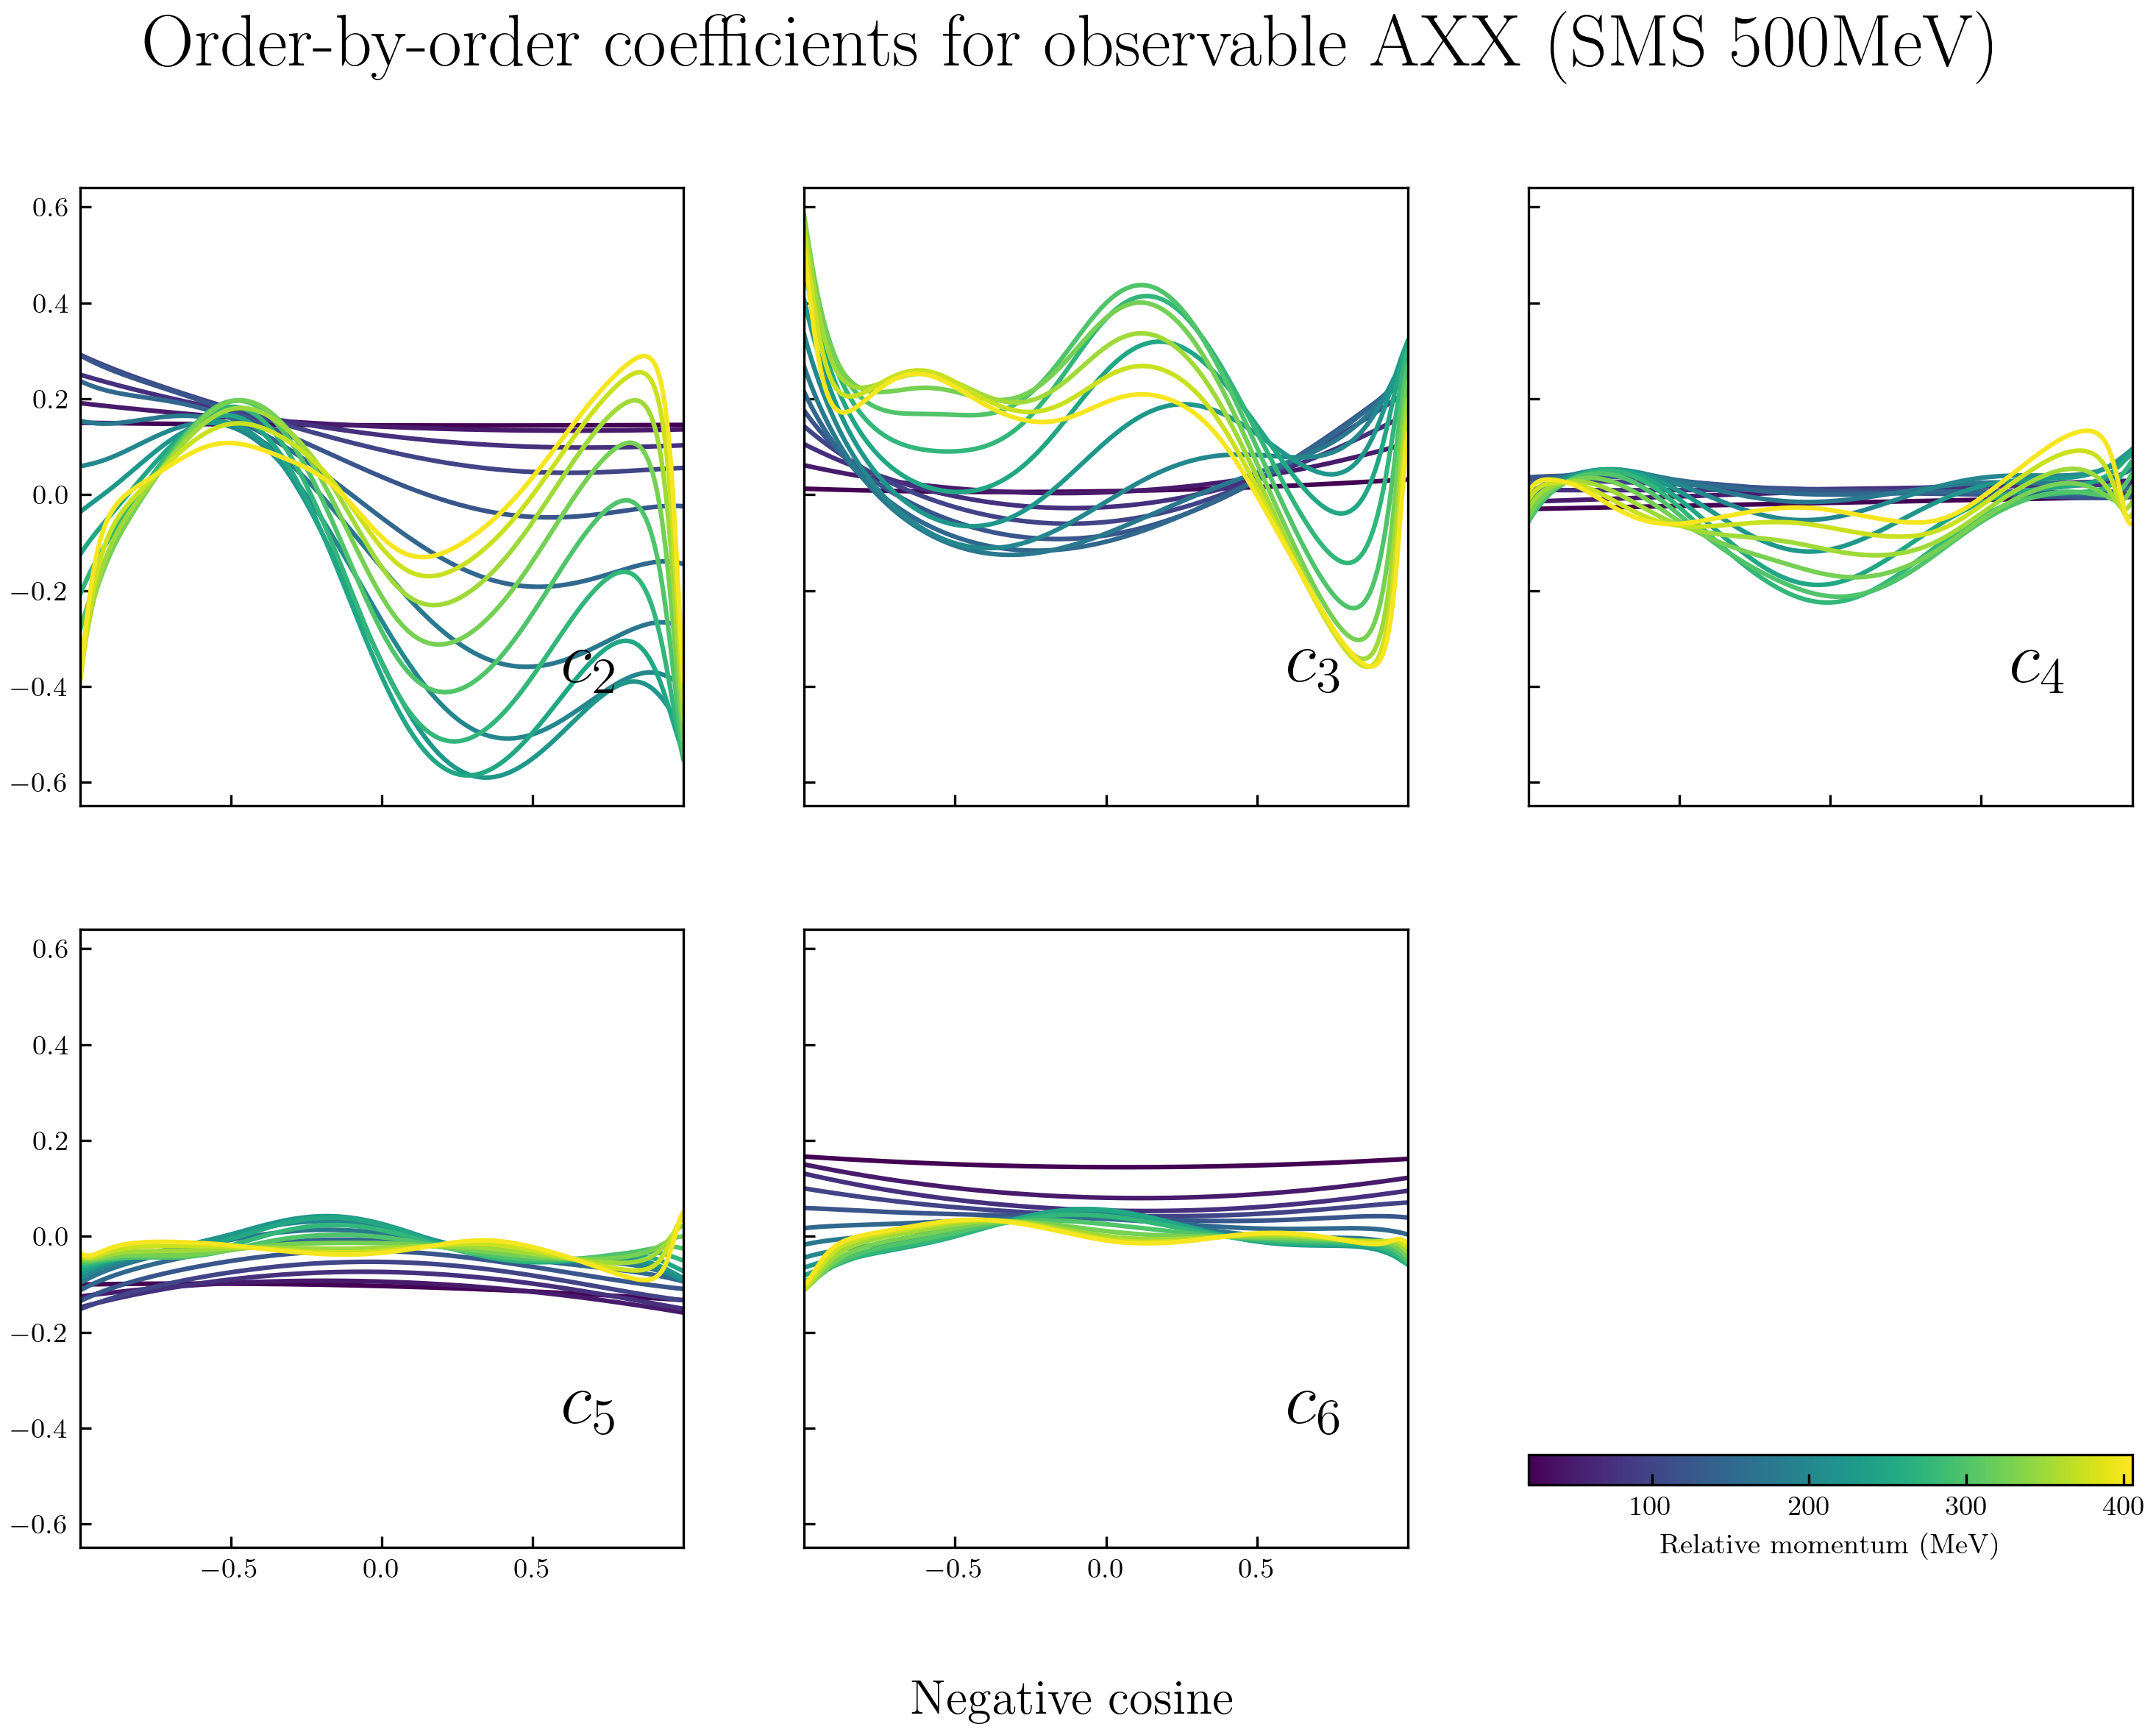 Order-by-order coefficients for observable AXX (SMS 500MeV)
0.6
0.4
0.2
0.0
−0.2
−0.4
−0.6
c2
c3
c4
0.6
0.4
0.2
0.0
−0.2
−0.4
−0.6
c5
c6
−0.5 0.0 0.5
−0.5 0.0 0.5
100 200 300 400
Relative momentum (MeV)
Negative cosine